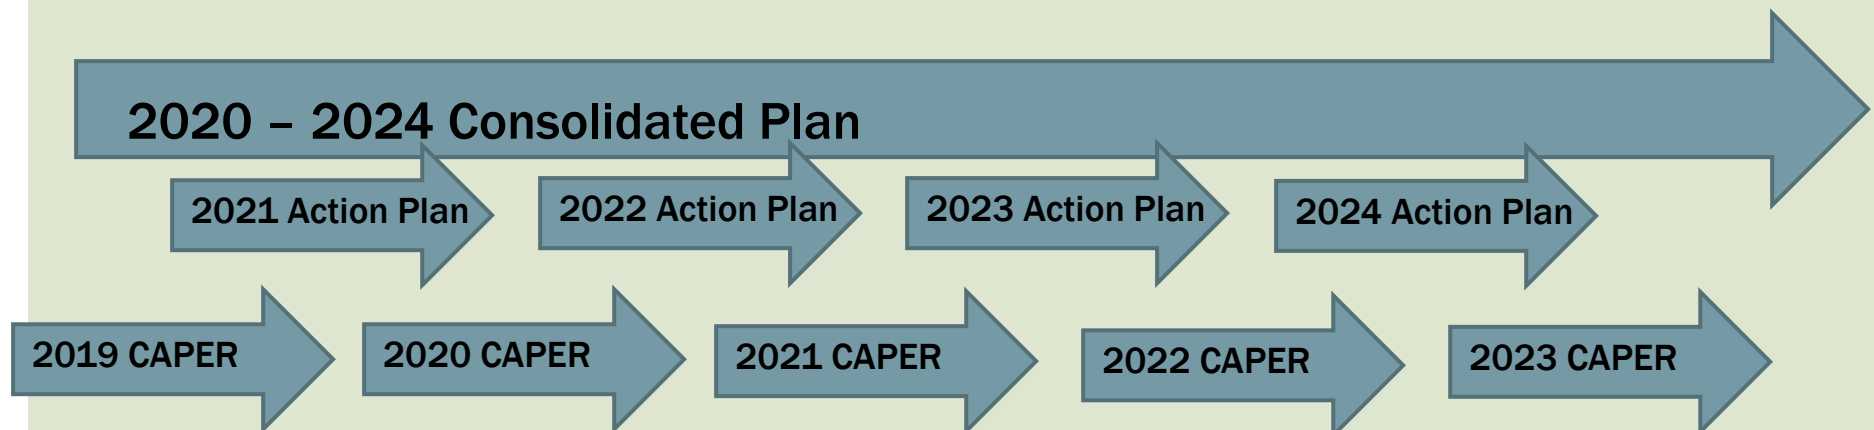 2020 – 2024 Consolidated Plan
2021 Action Plan
2022 Action Plan
2023 Action Plan
2024 Action Plan
2019 CAPER
2020 CAPER
2021 CAPER
2022 CAPER
2023 CAPER